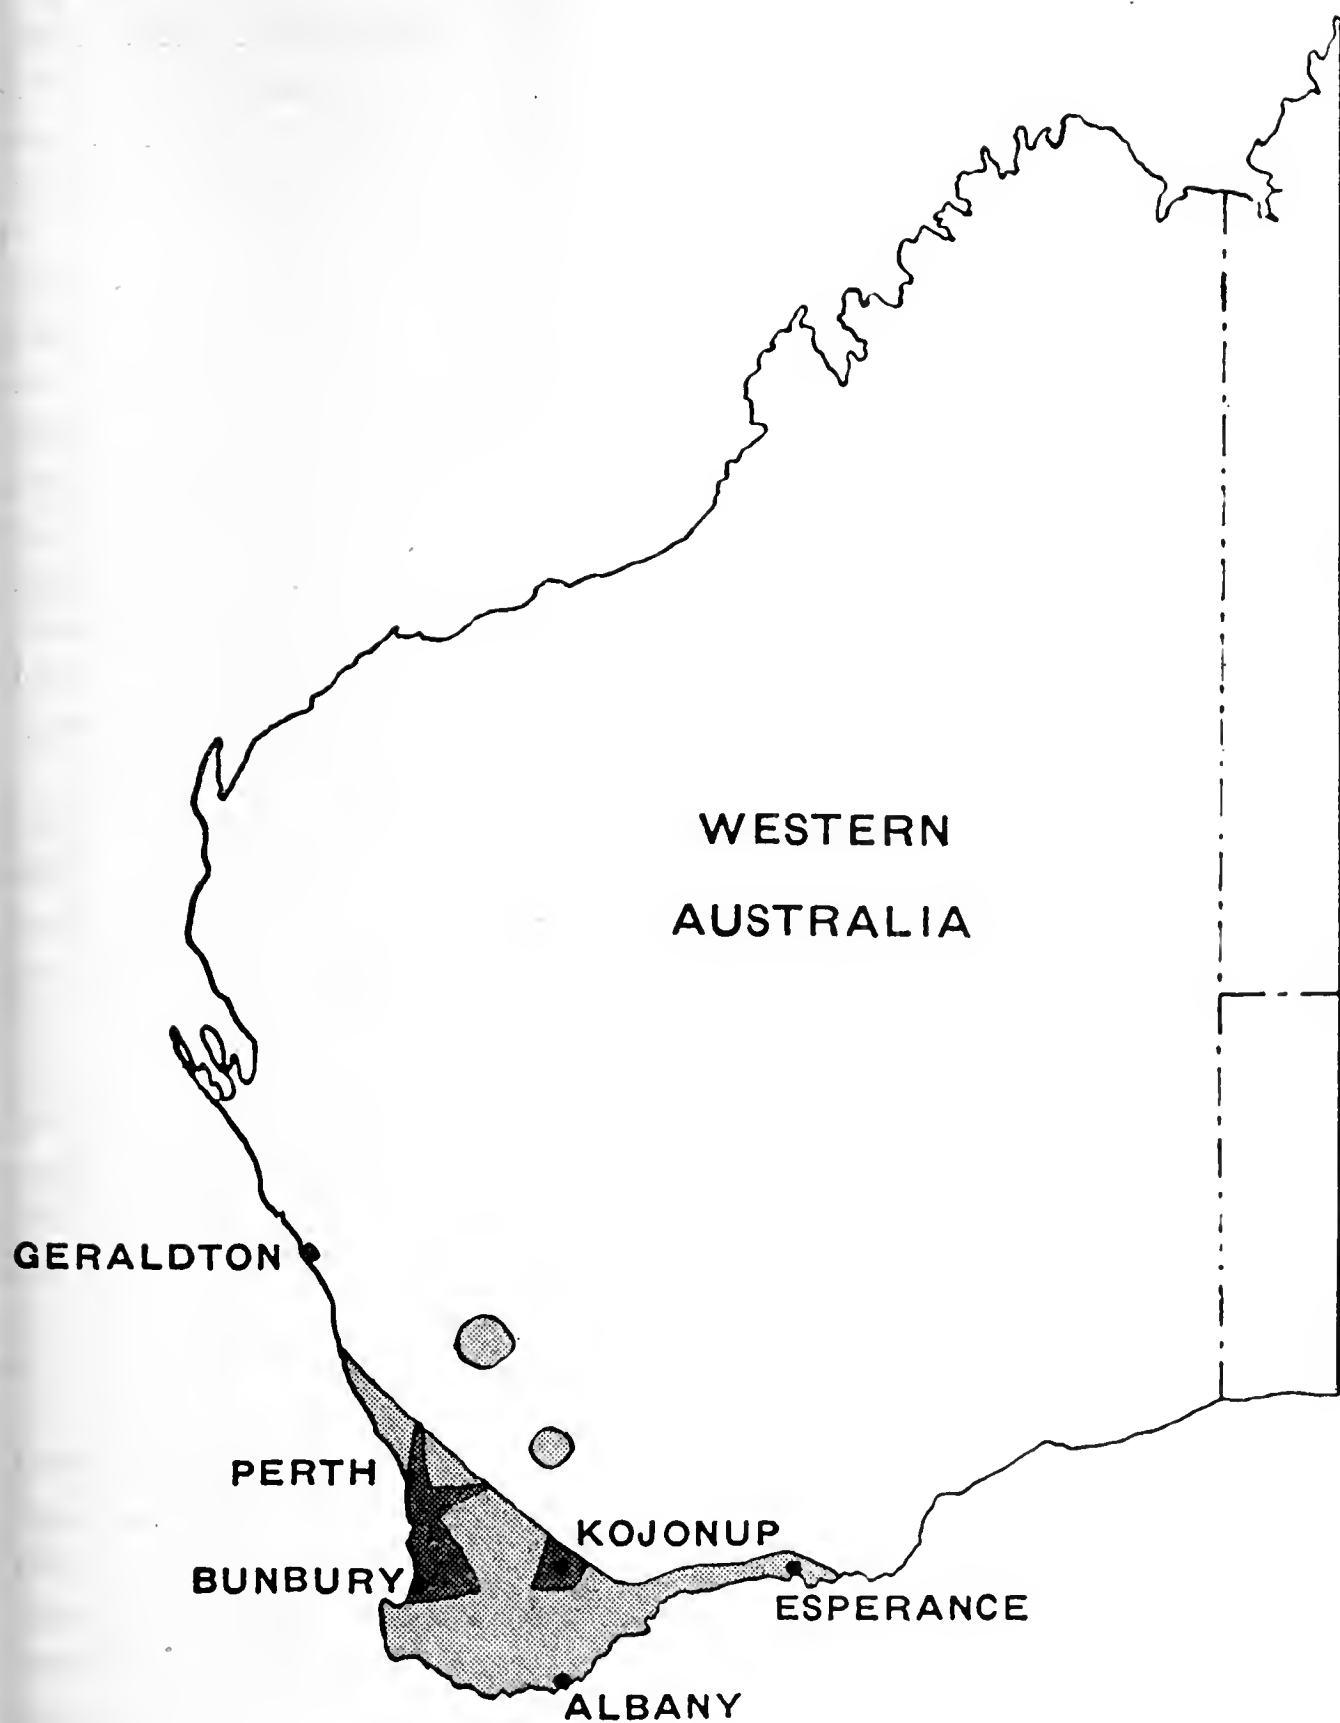 WESTERN
AUSTRALIA
GERALDTON
PERTH
KOJONUP
BUNBURY
ESPERANCE
ALBANY